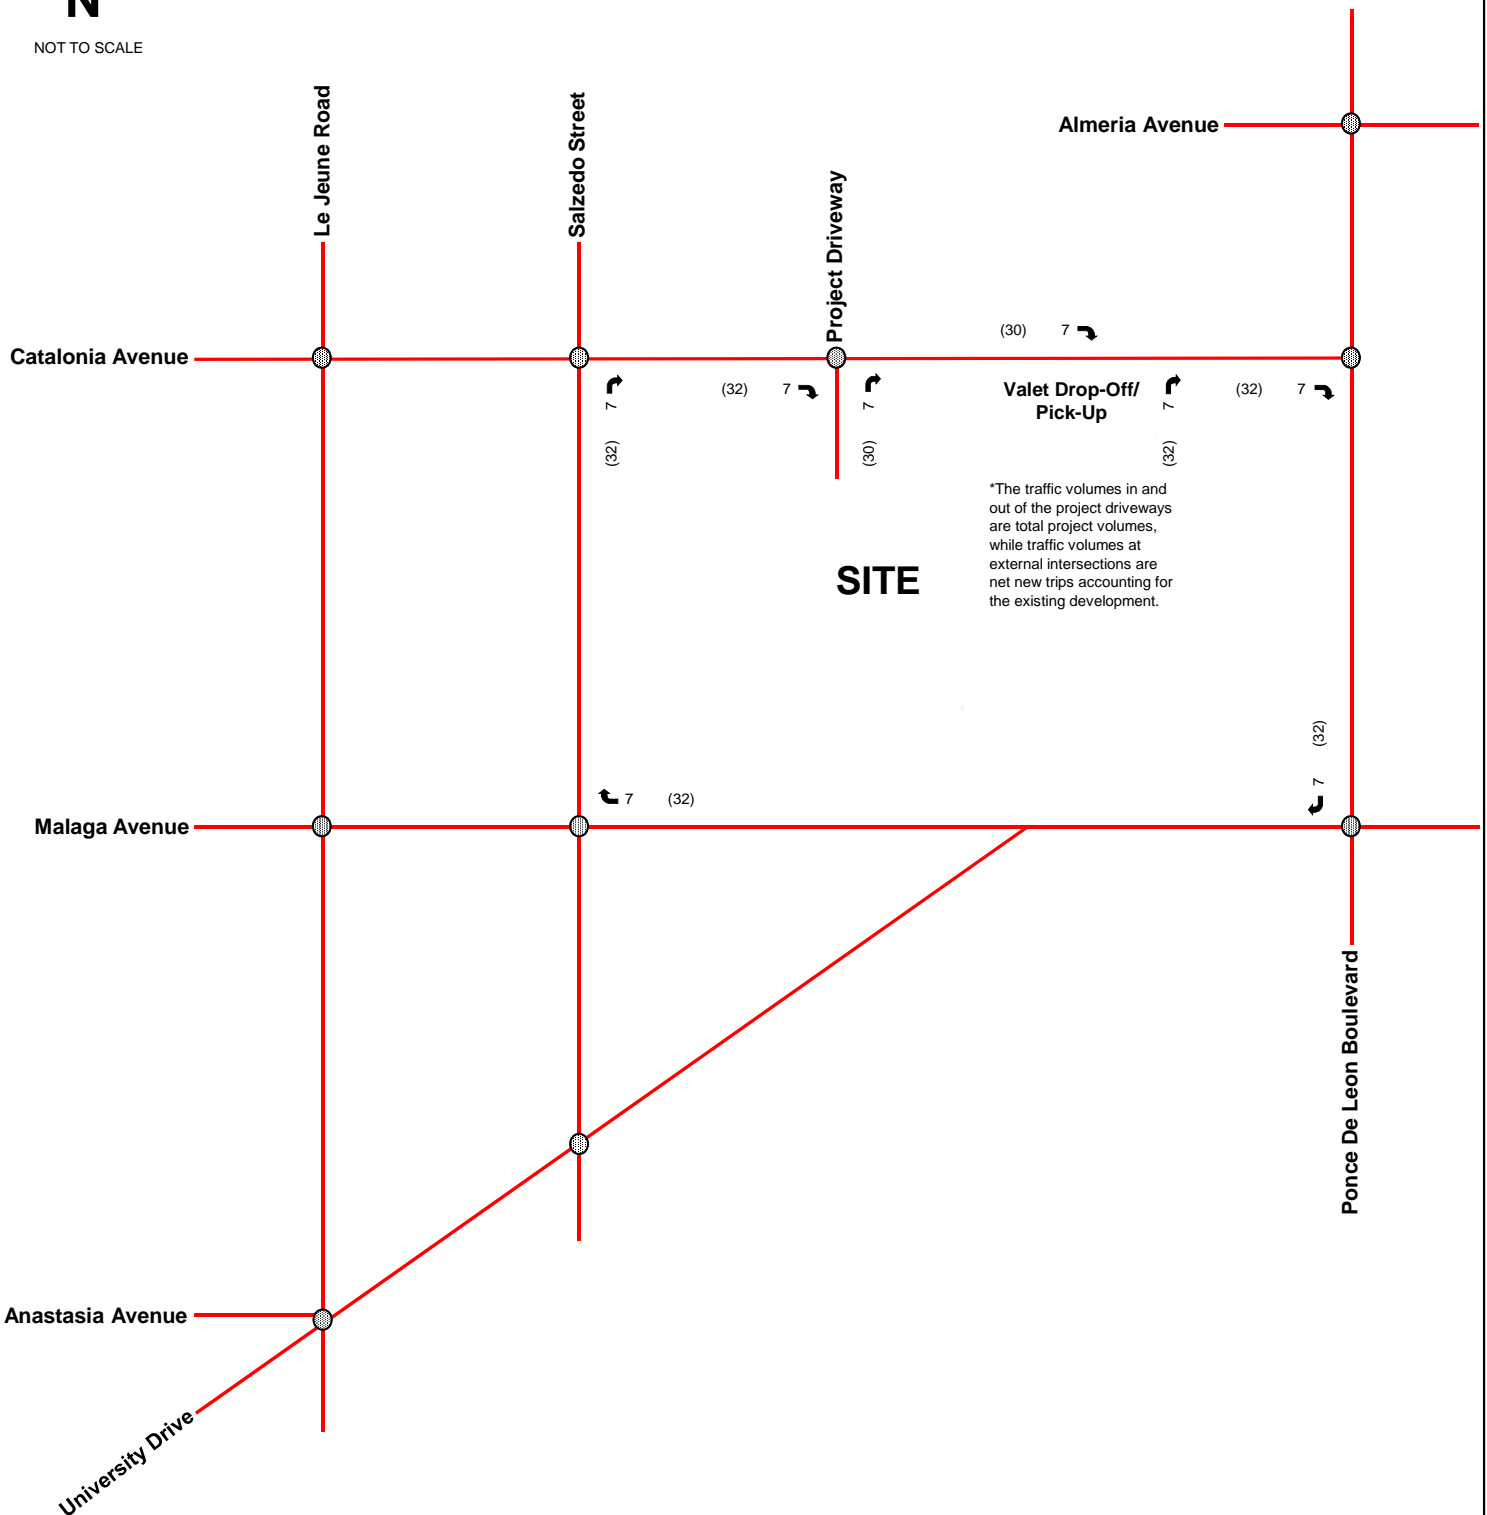 N
NOT TO SCALE
Le Jeune Road
Salzedo Street
Project Driveway
Almeria Avenue
Catalonia Avenue
(30) 7
(32) 7
(32) 7
(30) 7
Valet Drop-Off/
Pick-Up
(32) 7
(32) 7
*The traffic volumes in and
out of the project driveways
are total project volumes,
while traffic volumes at
external intersections are
net new trips accounting for
the existing development.
SITE
(32) 7
7 (32)
Malaga Avenue
Ponce De Leon Boulevard
Anastasia Avenue
University Drive